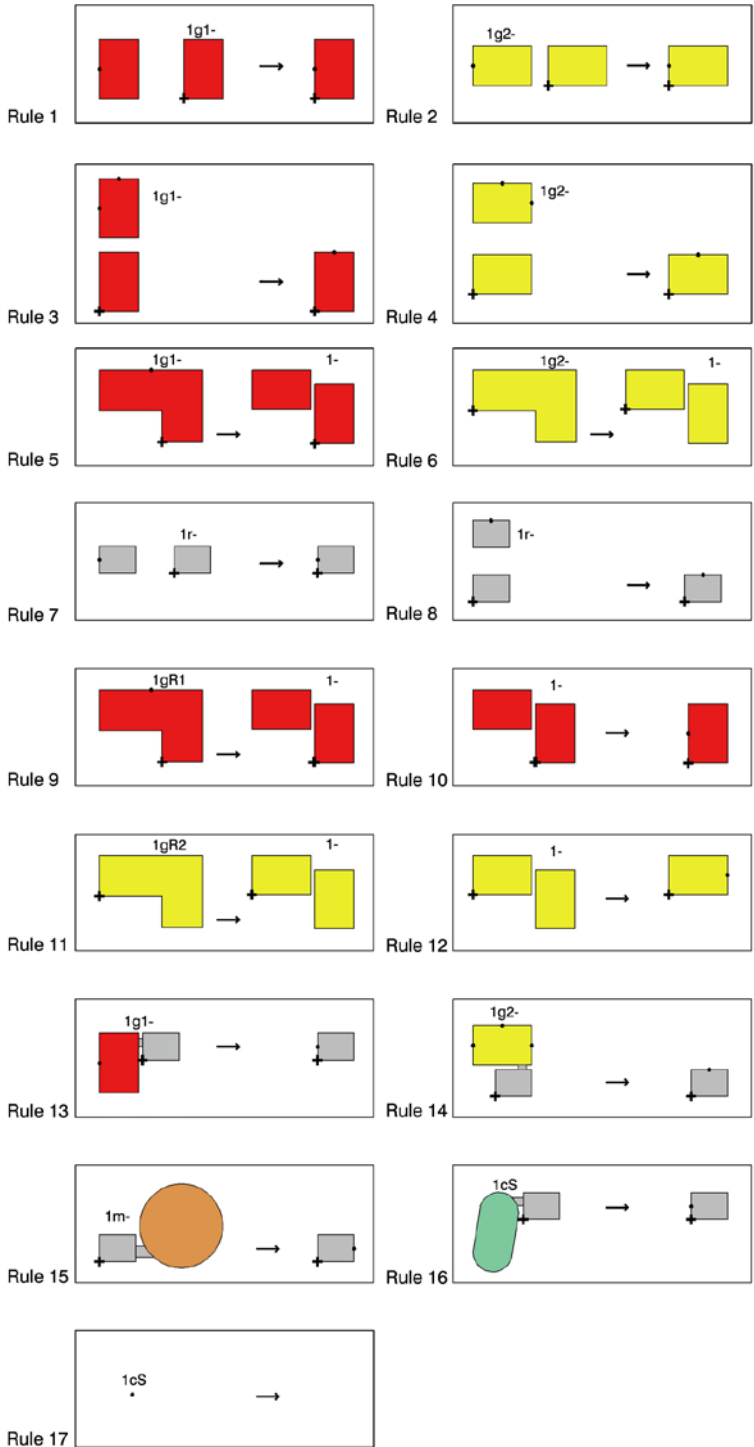 1g1-
Rule 1
1g2-
Rule 2
1g1-
Rule 3
1g2-
Rule 4
1g1-
1-
Rule 5
1g2-
1-
Rule 6
1r-
Rule 7
1r-
Rule 8
1gR1
1-
Rule 9
1-
Rule 10
1gR2
1-
Rule 11
1-
Rule 12
1g1-
Rule 13
1g2-
Rule 14
1m-
Rule 15
1cS
Rule 16
1cS
Rule 17